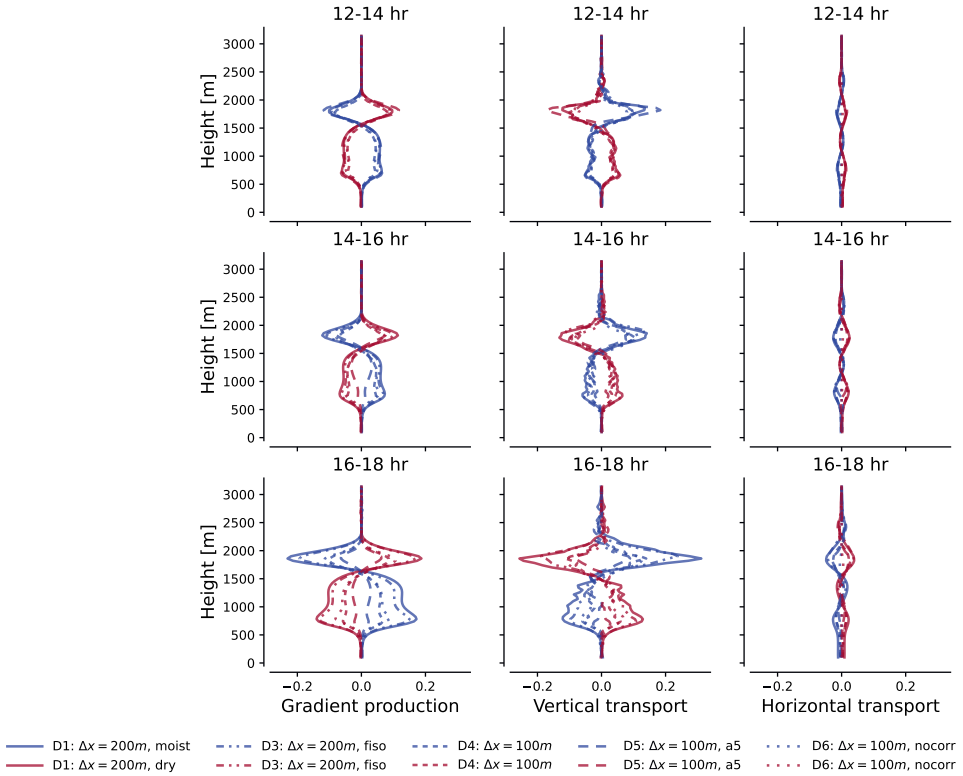 12-14 hr 12-14 hr 12-14 hr
Height [m]
3000
2500
2000
1500
1000
500
0
14-16 hr 14-16 hr 14-16 hr
Height [m]
3000
2500
2000
1500
1000
500
0
16-18 hr 16-18 hr 16-18 hr
Height [m]
3000
2500
2000
1500
1000
500
0
−0.2 0.0 0.2 −0.2 0.0 0.2 −0.2 0.0 0.2
Gradient production Vertical transport Horizontal transport
D1: Δx = 200m, moist D3: Δx = 200m, fiso D4: Δx = 100m D5: Δx = 100m, a5 D6: Δx = 100m, nocorr
D1: Δx = 200m, dry D3: Δx = 200m, fiso D4: Δx = 100m D5: Δx = 100m, a5 D6: Δx = 100m, nocorr